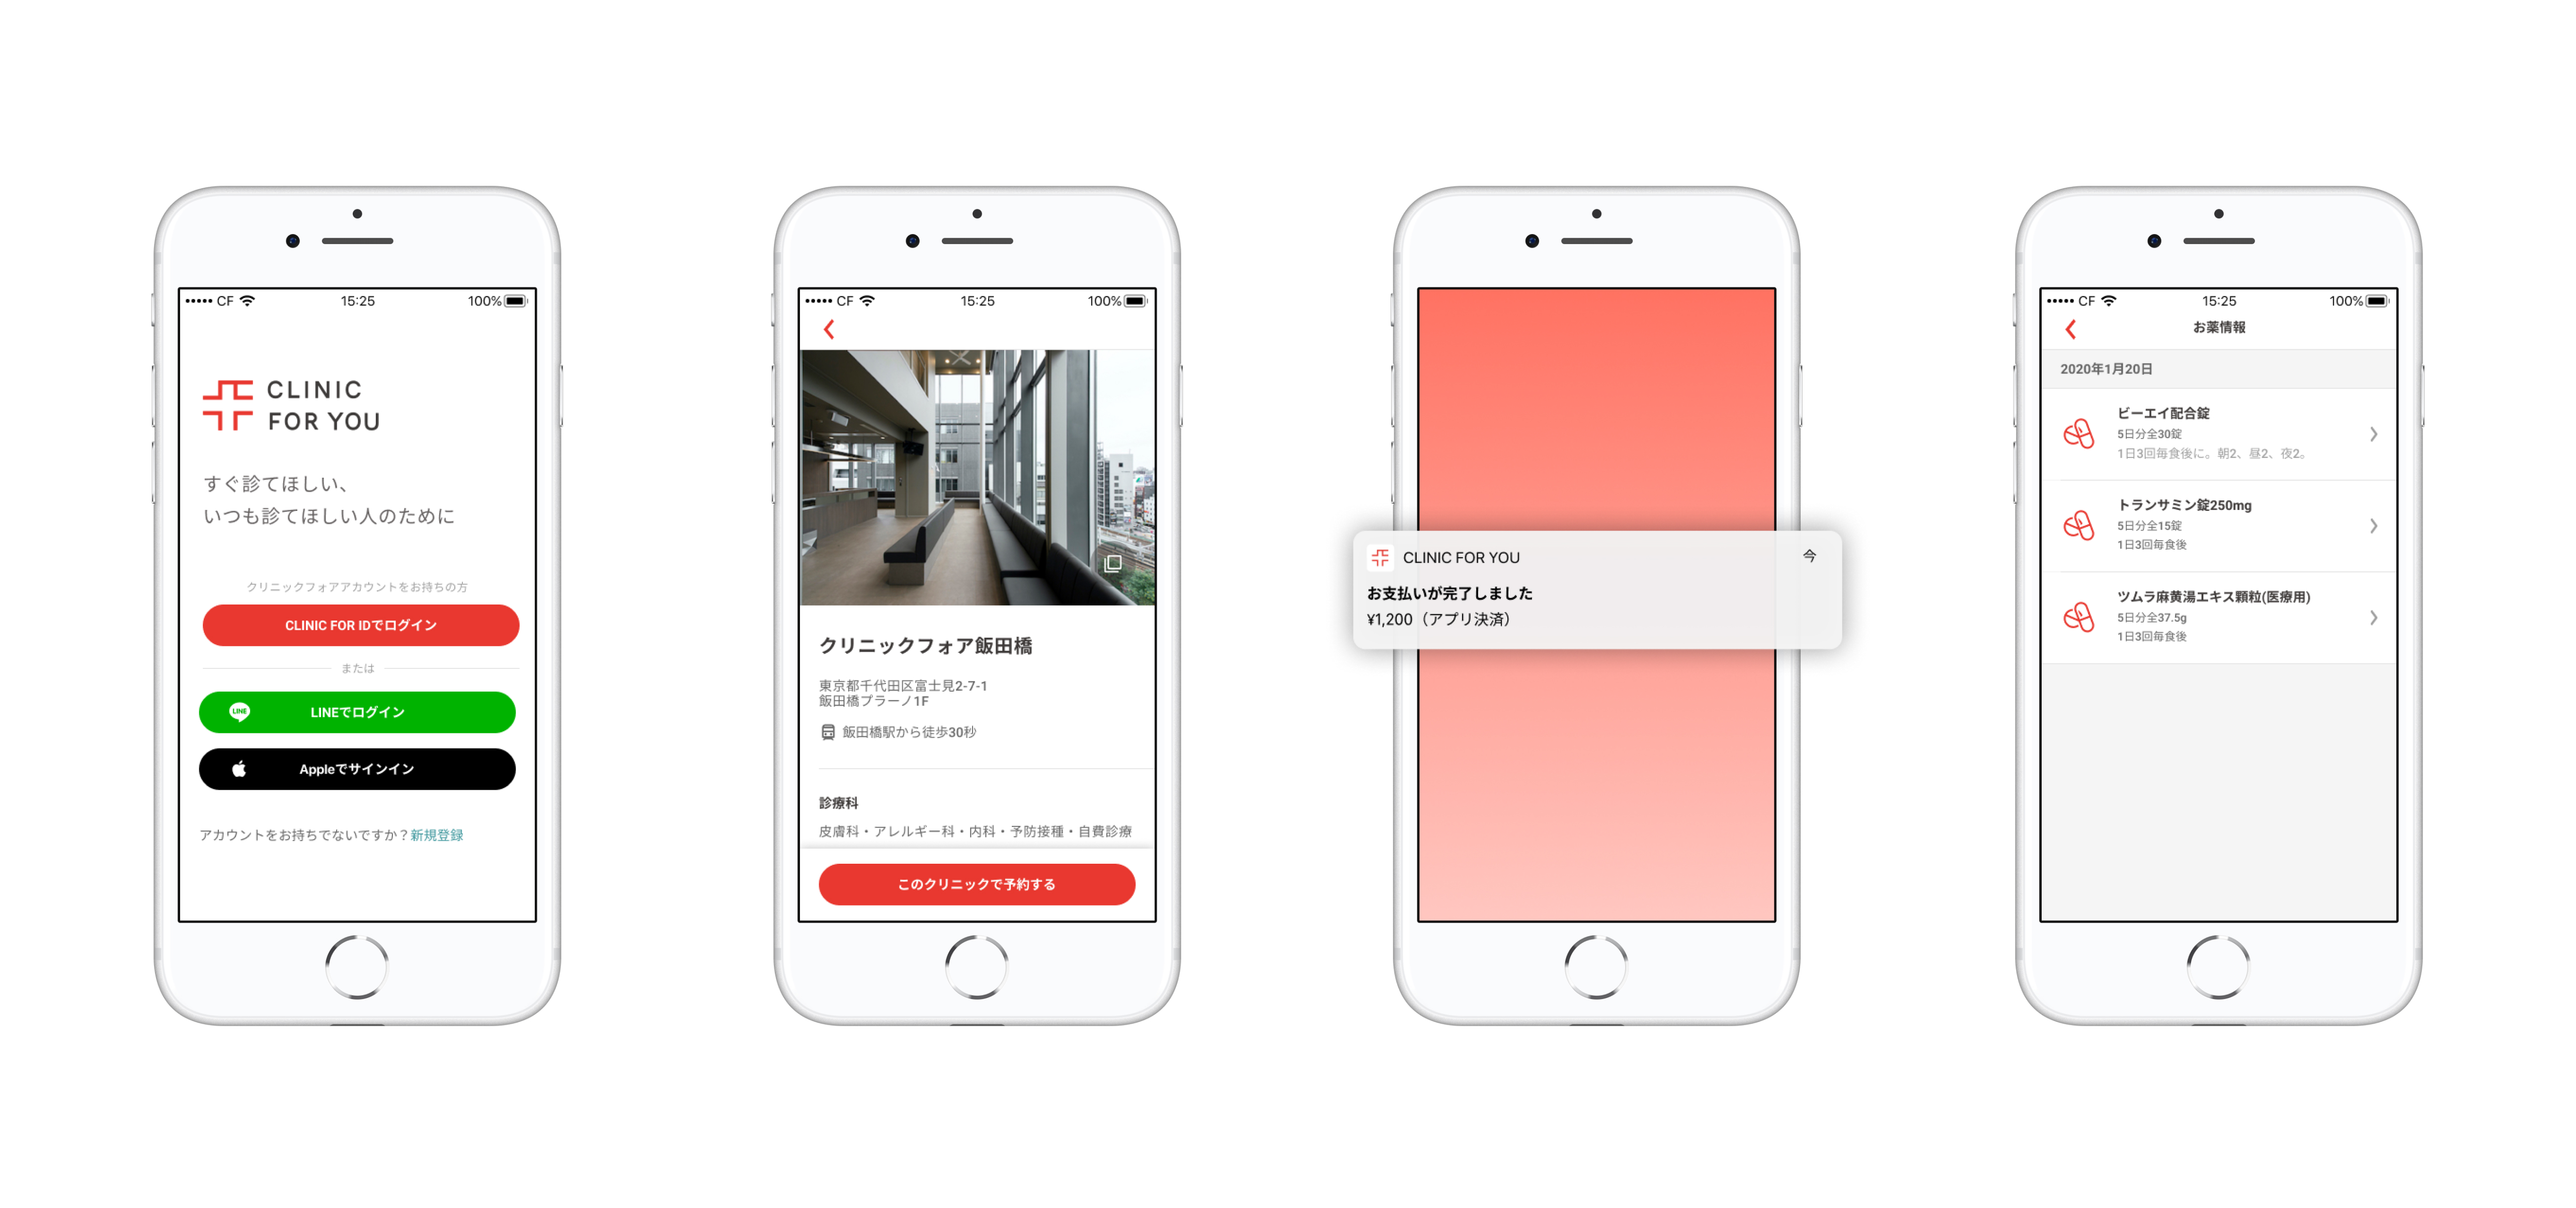 CF 15:25 100%
CLINIC
FOR YOU
すぐ診てほしい、
いつも診てほしい人のために
クリニックフォアアカウントをお持ちの方
CLINIC FOR IDでログイン
または
LINE LINEでログイン
Appleでサインイン
アカウントをお持ちでないですか？新規登録
CF 15:25 100%
クリニックフォア飯田橋
東京都千代田区富士見2-7-1
飯田橋プラーノ1F
飯田橋駅から徒歩30秒
診療科
皮膚科・アレルギー科・内科・予防接種・自費診療
このクリニックで予約する
CLINIC FOR YOU 今
お支払いが完了しました
¥1,200（アプリ決済）
CF 15:25 100%
お薬情報
2020年1月20日
ビーエイ配合錠
5日分全30錠
1日3回毎食後に。朝2、昼2、夜2。
トランサミン錠250mg
5日分全15錠
1日3回毎食後
ツムラ麻黄湯エキス顆粒(医療用)
5日分全37.5g
1日3回毎食後